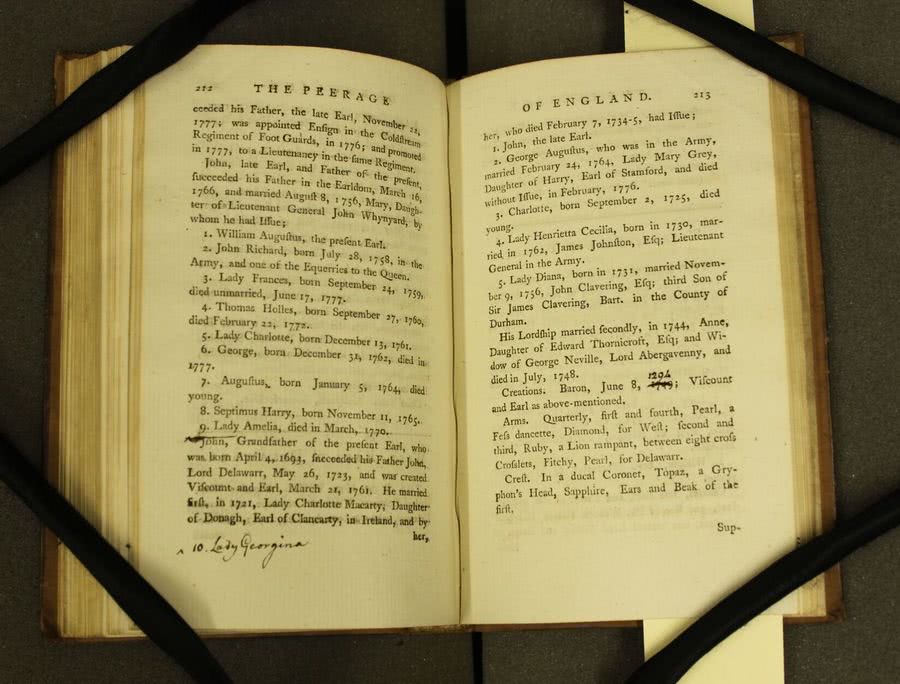 212 THE PEERAGE
ceeded his Father, the late Earl, November 22,
1777; was appointed Ensign in the Coldstream
Regiment of Foot Guards, in 1776; and promoted
in 1777, to a Lieutenancy in the same Regiment.
John, late Earl, and Father of the present,
succeeded his Father in the Earldom, March 16,
1766, and married August 8, 1756, Mary, Daugh-
ter of Lieutenant General John Whynyard, by
whom he had Issue;
1. William Augustus, the present Earl.
2. John Richard, born July 28, 1758, in the
Army, and one of the Equerries to the Queen.
3. Lady Frances, born September 24, 1759,
died unmarried, June 17, 1777.
4. Thomas Holles, born September 27, 1760,
died February 22, 1772.
5. Lady Charlotte, born December 13, 1761.
6. George, born December 31, 1762, died in
1777.
7. Augustus, born January 5, 1764, died
young.
8. Septimus Harry, born November 11, 1765.
9. Lady Amelia, died in March, 1770.
John, Grandfather of the present Earl, who
was born April 4, 1693, succeeded his Father John,
Lord Delawarr, May 26, 1723, and was created
Viscount and Earl, March 21, 1761. He married
first, in 1721, Lady Charlotte Macarty, Daughter
of Donagh, Earl of Clancarty, in Ireland, and by
her,
^ 10. Lady Georgina
OF ENGLAND. 213
her, who died February 7, 1734-5, had Issue;
1. John, the late Earl.
2. George Augustus, who was in the Army,
married February 24, 1764, Lady Mary Grey,
Daughter of Harry, Earl of Stamford, and died
without Issue, in February, 1776.
3. Charlotte, born September 2, 1725, died
young.
4. Lady Henrietta Cecilia, born in 1730, mar-
ried in 1762, James Johnston, Esq; Lieutenant
General in the Army.
5. Lady Diana, born in 1731, married Novem-
ber 9, 1756, John Clavering, Esq; third Son of
Sir James Clavering, Bart. in the County of
Durham.
His Lordship married secondly, in 1744, Anne,
Daughter of Edward Thornicroft, Esq; and Wi-
dow of George Neville, Lord Abergavenny, and
died in July, 1748.
1294
Creations. Baron, June 8, ; Viscount
and Earl as above-mentioned.
Arms. Quarterly, first and fourth, Pearl, a
Fess dancette, Diamond, for West; second and
third, Ruby, a Lion rampant, between eight cross
Crosslets, Fitchy, Pearl, for Delawarr.
Crest. In a ducal Coronet, Topaz, a Gry-
phon's Head, Sapphire, Ears and Beak of the
first.
Sup-